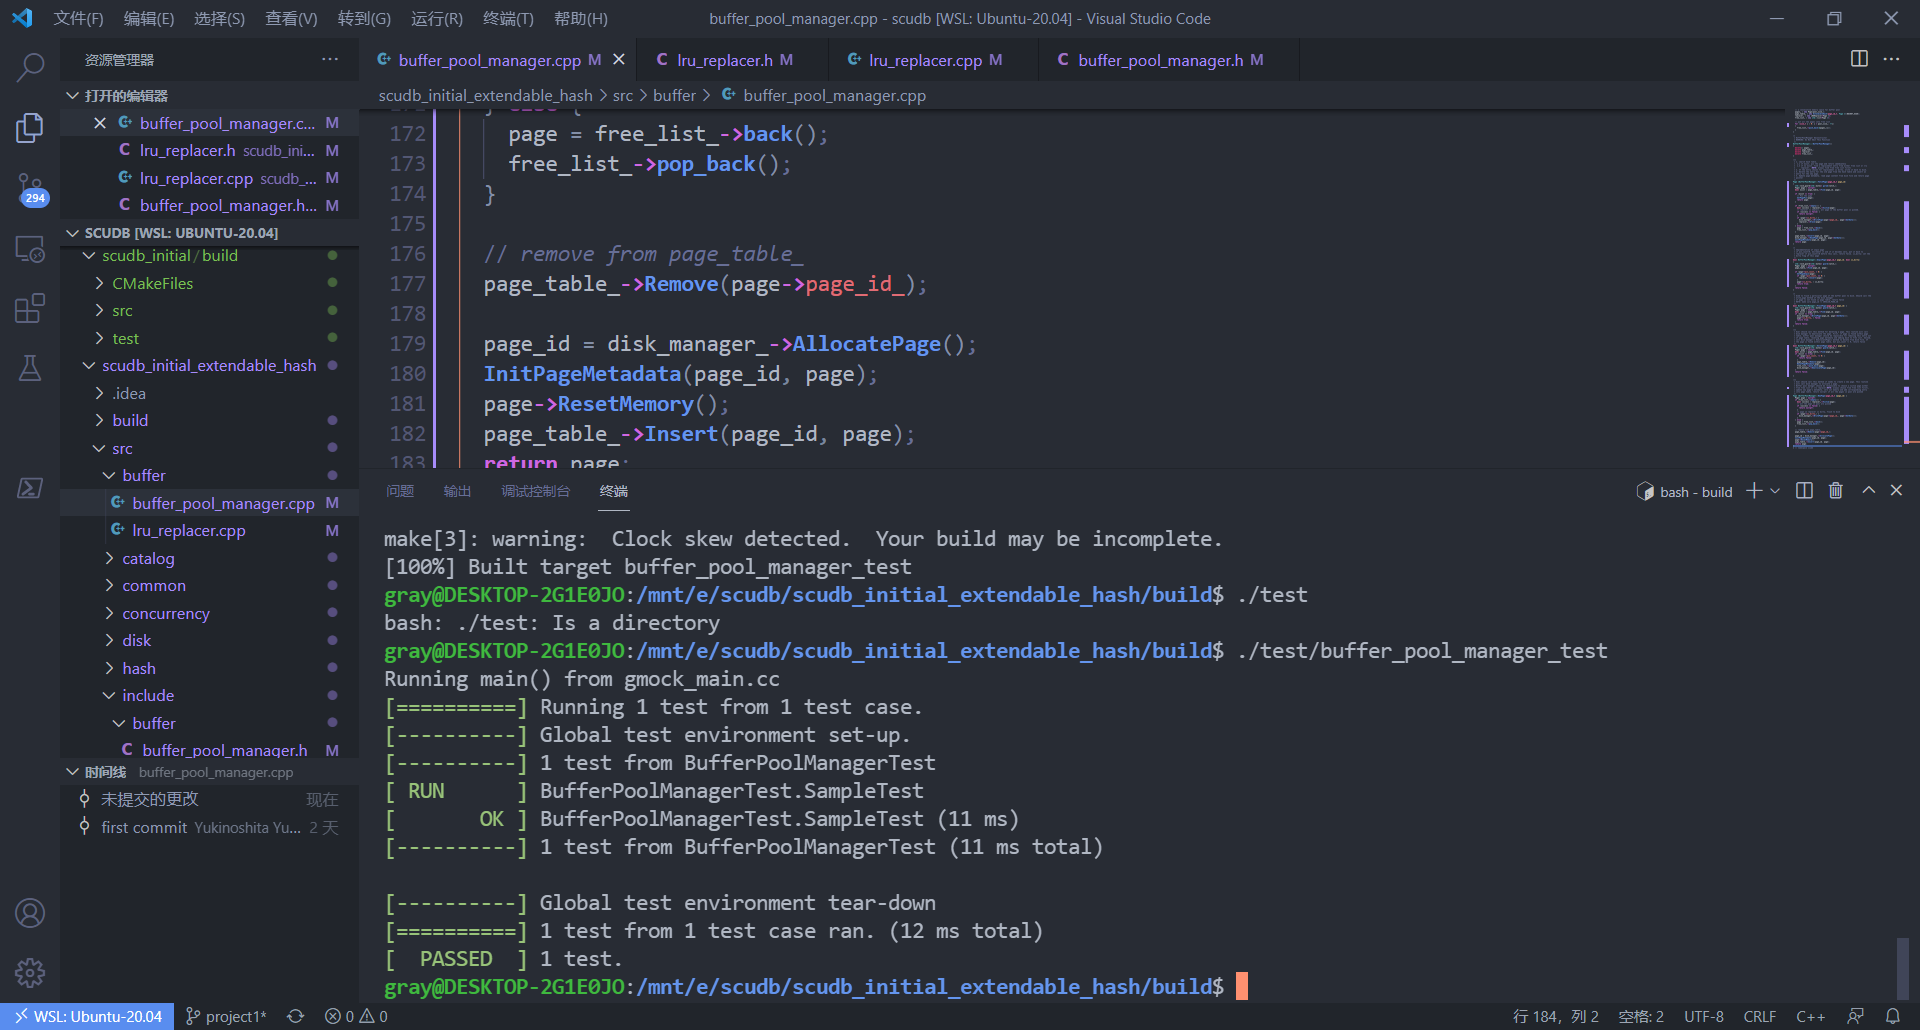 文件(F) 编辑(E) 选择(S) 查看(V) 转到(G) 运行(R) 终端(T) 帮助(H)
buffer_pool_manager.cpp - scudb [WSL: Ubuntu-20.04] - Visual Studio Code
资源管理器
打开的编辑器
buffer_pool_manager.c... M
lru_replacer.h scudb_ini... M
lru_replacer.cpp scudb_... M
buffer_pool_manager.h... M
294
SCUDB [WSL: UBUNTU-20.04]
scudb_initial/build
CMakeFiles
src
test
scudb_initial_extendable_hash
.idea
build
src
buffer
buffer_pool_manager.cpp M
lru_replacer.cpp M
catalog
common
concurrency
disk
hash
include
buffer
buffer_pool_manager.h M
时间线 buffer_pool_manager.cpp
未提交的更改 现在
first commit Yukinoshita Yu... 2 天
buffer_pool_manager.cpp M
lru_replacer.h M
lru_replacer.cpp M
buffer_pool_manager.h M
scudb_initial_extendable_hash > src > buffer > buffer_pool_manager.cpp
} else {
172 page = free_list_->back();
173 free_list_->pop_back();
174 }
175
176 // remove from page_table_
177 page_table_->Remove(page->page_id_);
178
179 page_id = disk_manager_->AllocatePage();
180 InitPageMetadata(page_id, page);
181 page->ResetMemory();
182 page_table_->Insert(page_id, page);
183 return page;
问题 输出 调试控制台 终端
bash - build
make[3]: warning:  Clock skew detected.  Your build may be incomplete.
[100%] Built target buffer_pool_manager_test
gray@DESKTOP-2G1E0JO:/mnt/e/scudb/scudb_initial_extendable_hash/build$ ./test
bash: ./test: Is a directory
gray@DESKTOP-2G1E0JO:/mnt/e/scudb/scudb_initial_extendable_hash/build$ ./test/buffer_pool_manager_test
Running main() from gmock_main.cc
[==========] Running 1 test from 1 test case.
[----------] Global test environment set-up.
[----------] 1 test from BufferPoolManagerTest
[ RUN      ] BufferPoolManagerTest.SampleTest
[       OK ] BufferPoolManagerTest.SampleTest (11 ms)
[----------] 1 test from BufferPoolManagerTest (11 ms total)
[----------] Global test environment tear-down
[==========] 1 test from 1 test case ran. (12 ms total)
[  PASSED  ] 1 test.
gray@DESKTOP-2G1E0JO:/mnt/e/scudb/scudb_initial_extendable_hash/build$
WSL: Ubuntu-20.04 project1* 0 0
行 184，列 2 空格: 2 UTF-8 CRLF C++